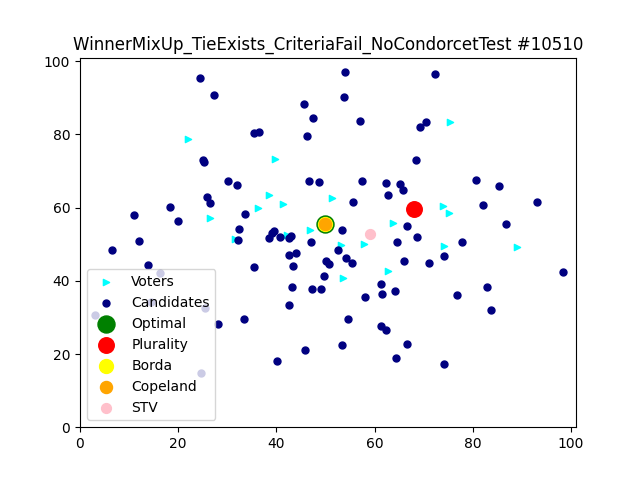 WinnerMixUp_TieExists_CriteriaFail_NoCondorcetTest #10510
100
80
60
40
20
0
0 20 40 60 80 100
Voters
Candidates
Optimal
Plurality
Borda
Copeland
STV